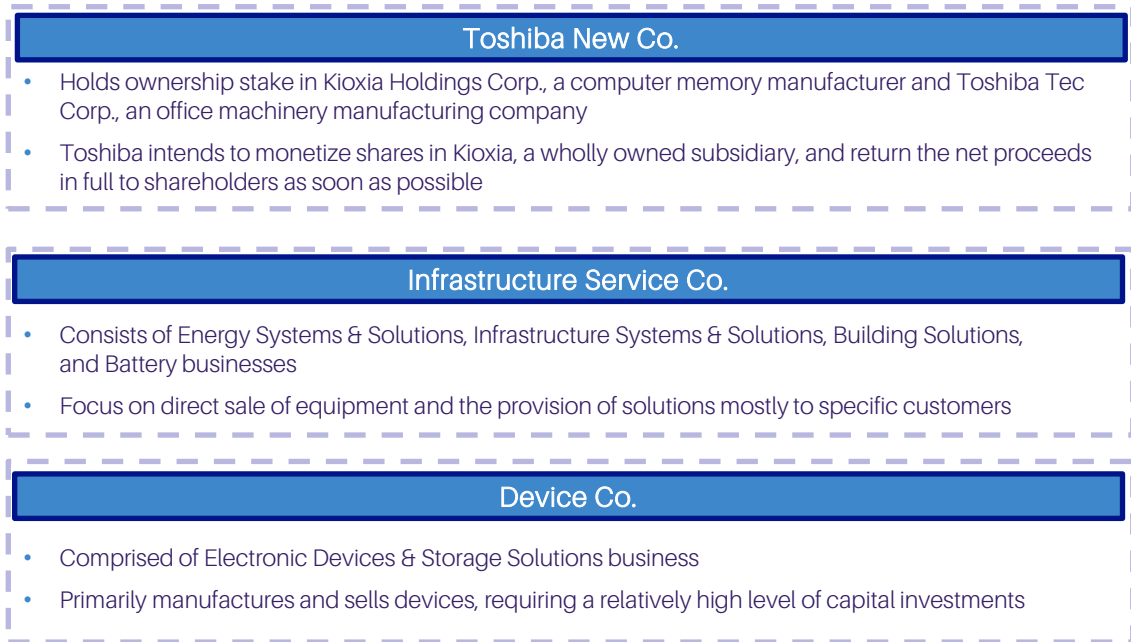 Toshiba New Co.
• Holds ownership stake in Kioxia Holdings Corp., a computer memory manufacturer and Toshiba Tec
Corp., an office machinery manufacturing company
• Toshiba intends to monetize shares in Kioxia, a wholly owned subsidiary, and return the net proceeds
in full to shareholders as soon as possible
Infrastructure Service Co.
• Consists of Energy Systems & Solutions, Infrastructure Systems & Solutions, Building Solutions,
and Battery businesses
• Focus on direct sale of equipment and the provision of solutions mostly to specific customers
Device Co.
• Comprised of Electronic Devices & Storage Solutions business
• Primarily manufactures and sells devices, requiring a relatively high level of capital investments